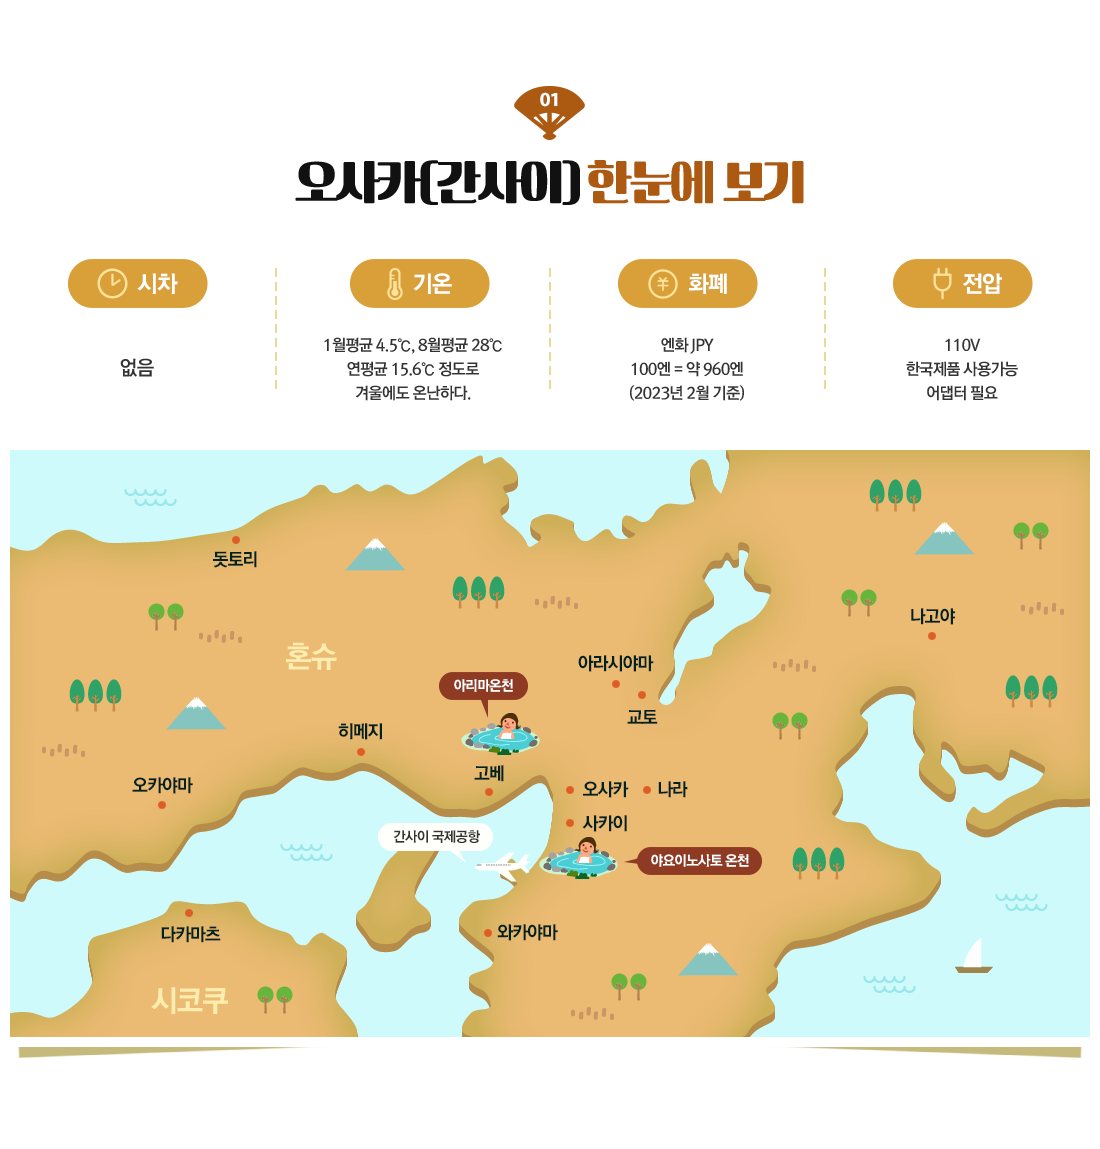 01
오사카(간사이) 한눈에 보기
시차
기온
화폐
전압
없음
1월평균 4.5℃, 8월평균 28℃
연평균 15.6℃ 정도로
겨울에도 온난하다.
엔화 JPY
100엔 = 약 960엔
(2023년 2월 기준)
110V
한국제품 사용가능
어댑터 필요
돗토리
나고야
혼슈
아라시야마
아리마온천
교토
히메지
고베
오카야마
오사카
나라
사카이
간사이 국제공항
야요이노사토 온천
다카마츠
와카야마
시코쿠